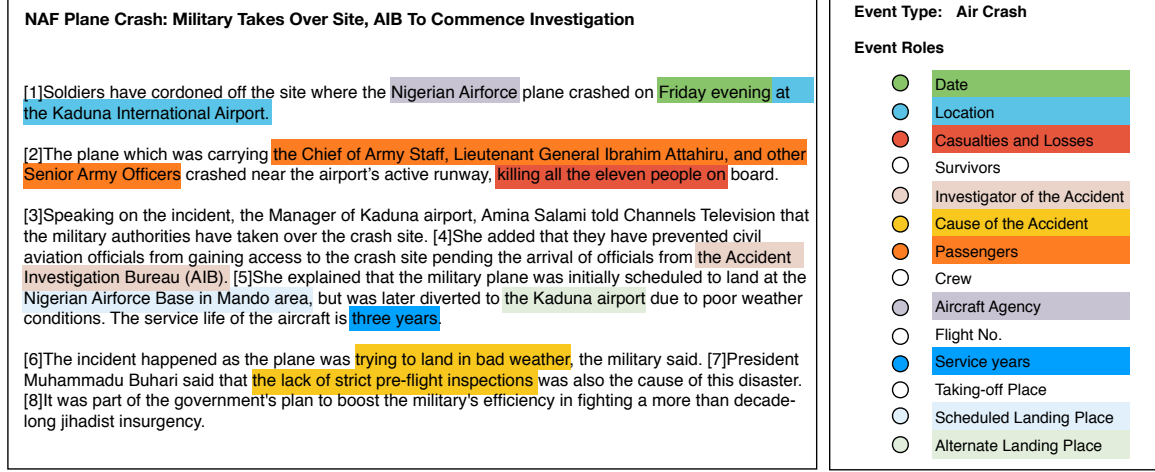 NAF Plane Crash: Military Takes Over Site, AIB To Commence Investigation
[1]Soldiers have cordoned off the site where the Nigerian Airforce plane crashed on Friday evening at
the Kaduna International Airport.
[2]The plane which was carrying the Chief of Army Staff, Lieutenant General Ibrahim Attahiru, and other
Senior Army Officers crashed near the airport's active runway, killing all the eleven people on board.
[3]Speaking on the incident, the Manager of Kaduna airport, Amina Salami told Channels Television that
the military authorities have taken over the crash site. [4]She added that they have prevented civil
aviation officials from gaining access to the crash site pending the arrival of officials from the Accident
Investigation Bureau (AIB). [5]She explained that the military plane was initially scheduled to land at the
Nigerian Airforce Base in Mando area, but was later diverted to the Kaduna airport due to poor weather
conditions. The service life of the aircraft is three years.
[6]The incident happened as the plane was trying to land in bad weather, the military said. [7]President
Muhammadu Buhari said that the lack of strict pre-flight inspections was also the cause of this disaster.
[8]It was part of the government's plan to boost the military's efficiency in fighting a more than decade-
long jihadist insurgency.
Event Type: Air Crash
Event Roles
Date
Location
Casualties and Losses
Survivors
Investigator of the Accident
Cause of the Accident
Passengers
Crew
Aircraft Agency
Flight No.
Service years
Taking-off Place
Scheduled Landing Place
Alternate Landing Place